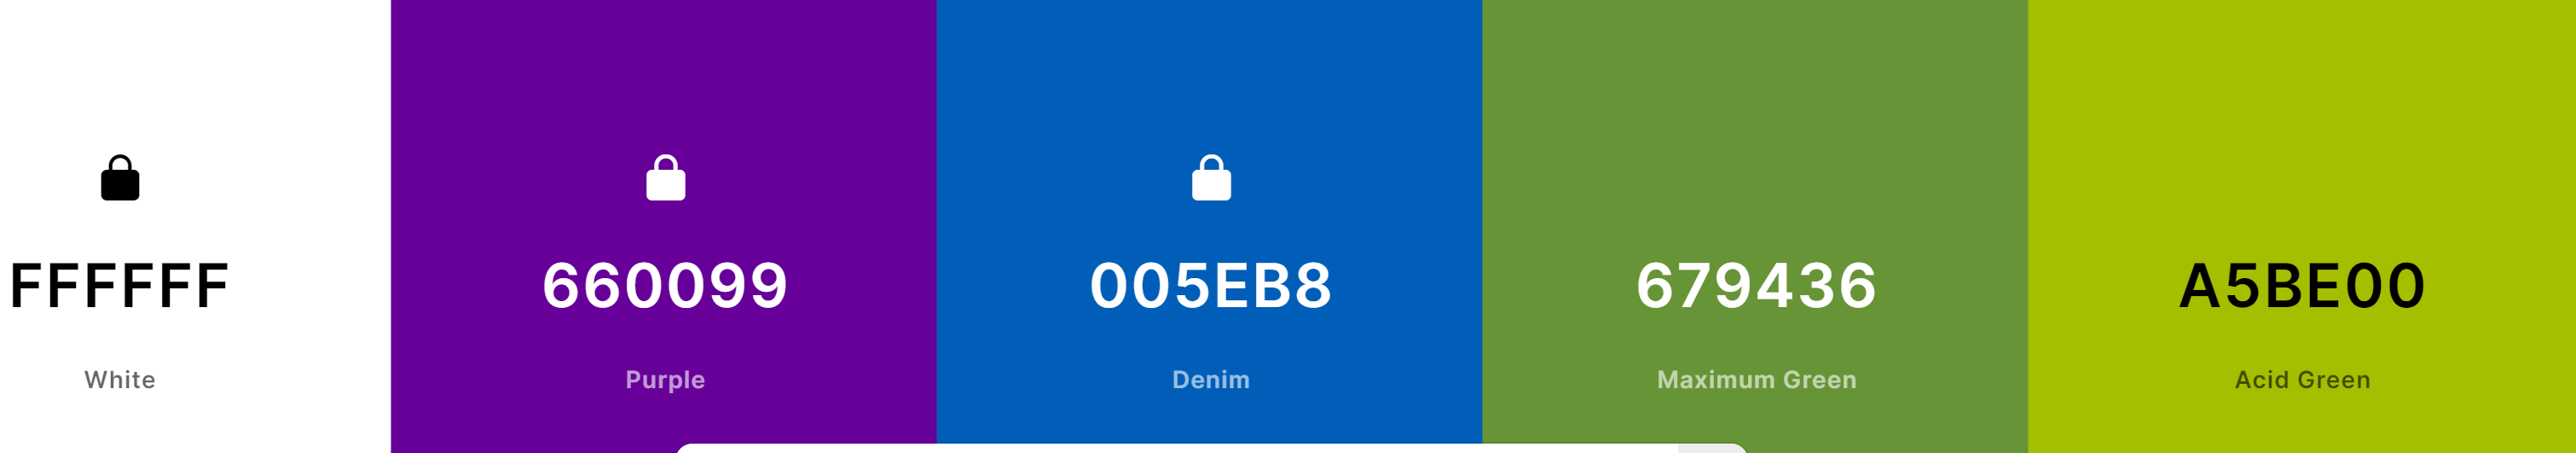 FFFFFF
White
660099
Purple
005EB8
Denim
679436
Maximum Green
A5BE00
Acid Green